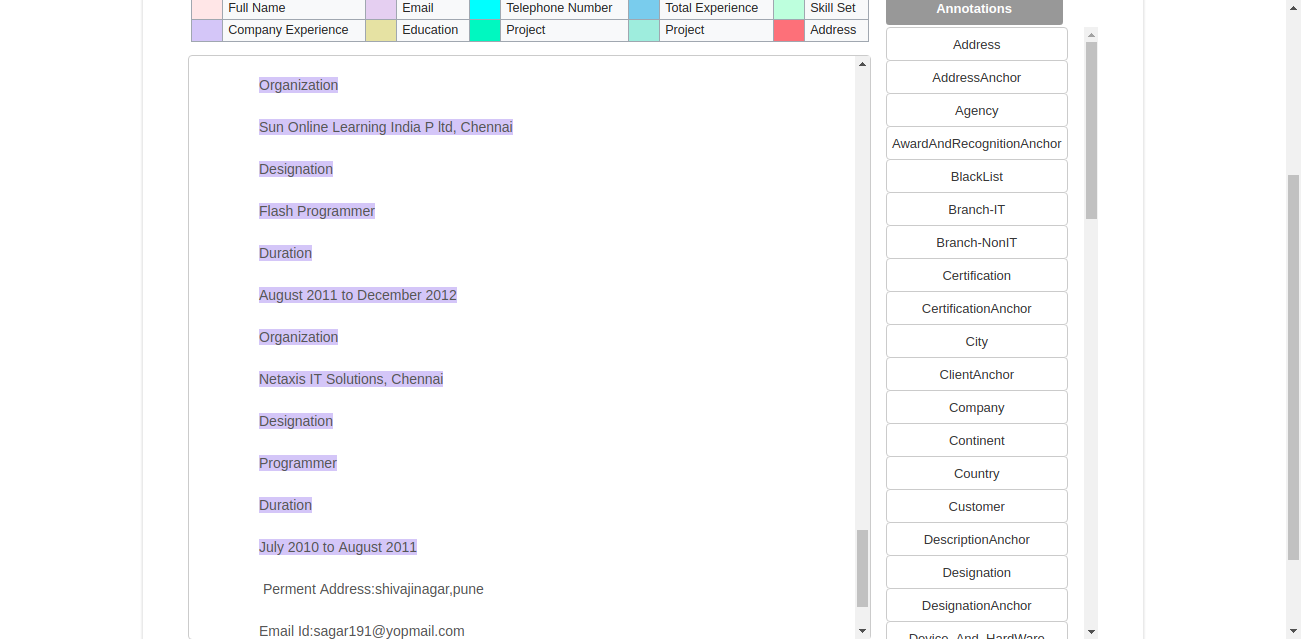 Full Name Email Telephone Number Total Experience Skill Set
Company Experience Education Project Project Address
Organization
Sun Online Learning India P ltd, Chennai
Designation
Flash Programmer
Duration
August 2011 to December 2012
Organization
Netaxis IT Solutions, Chennai
Designation
Programmer
Duration
July 2010 to August 2011
Perment Address:shivajinagar,pune
Email Id:sagar191@yopmail.com
Annotations
Address
AddressAnchor
Agency
AwardAndRecognitionAnchor
BlackList
Branch-IT
Branch-NonIT
Certification
CertificationAnchor
City
ClientAnchor
Company
Continent
Country
Customer
DescriptionAnchor
Designation
DesignationAnchor
Device_And_HardWare